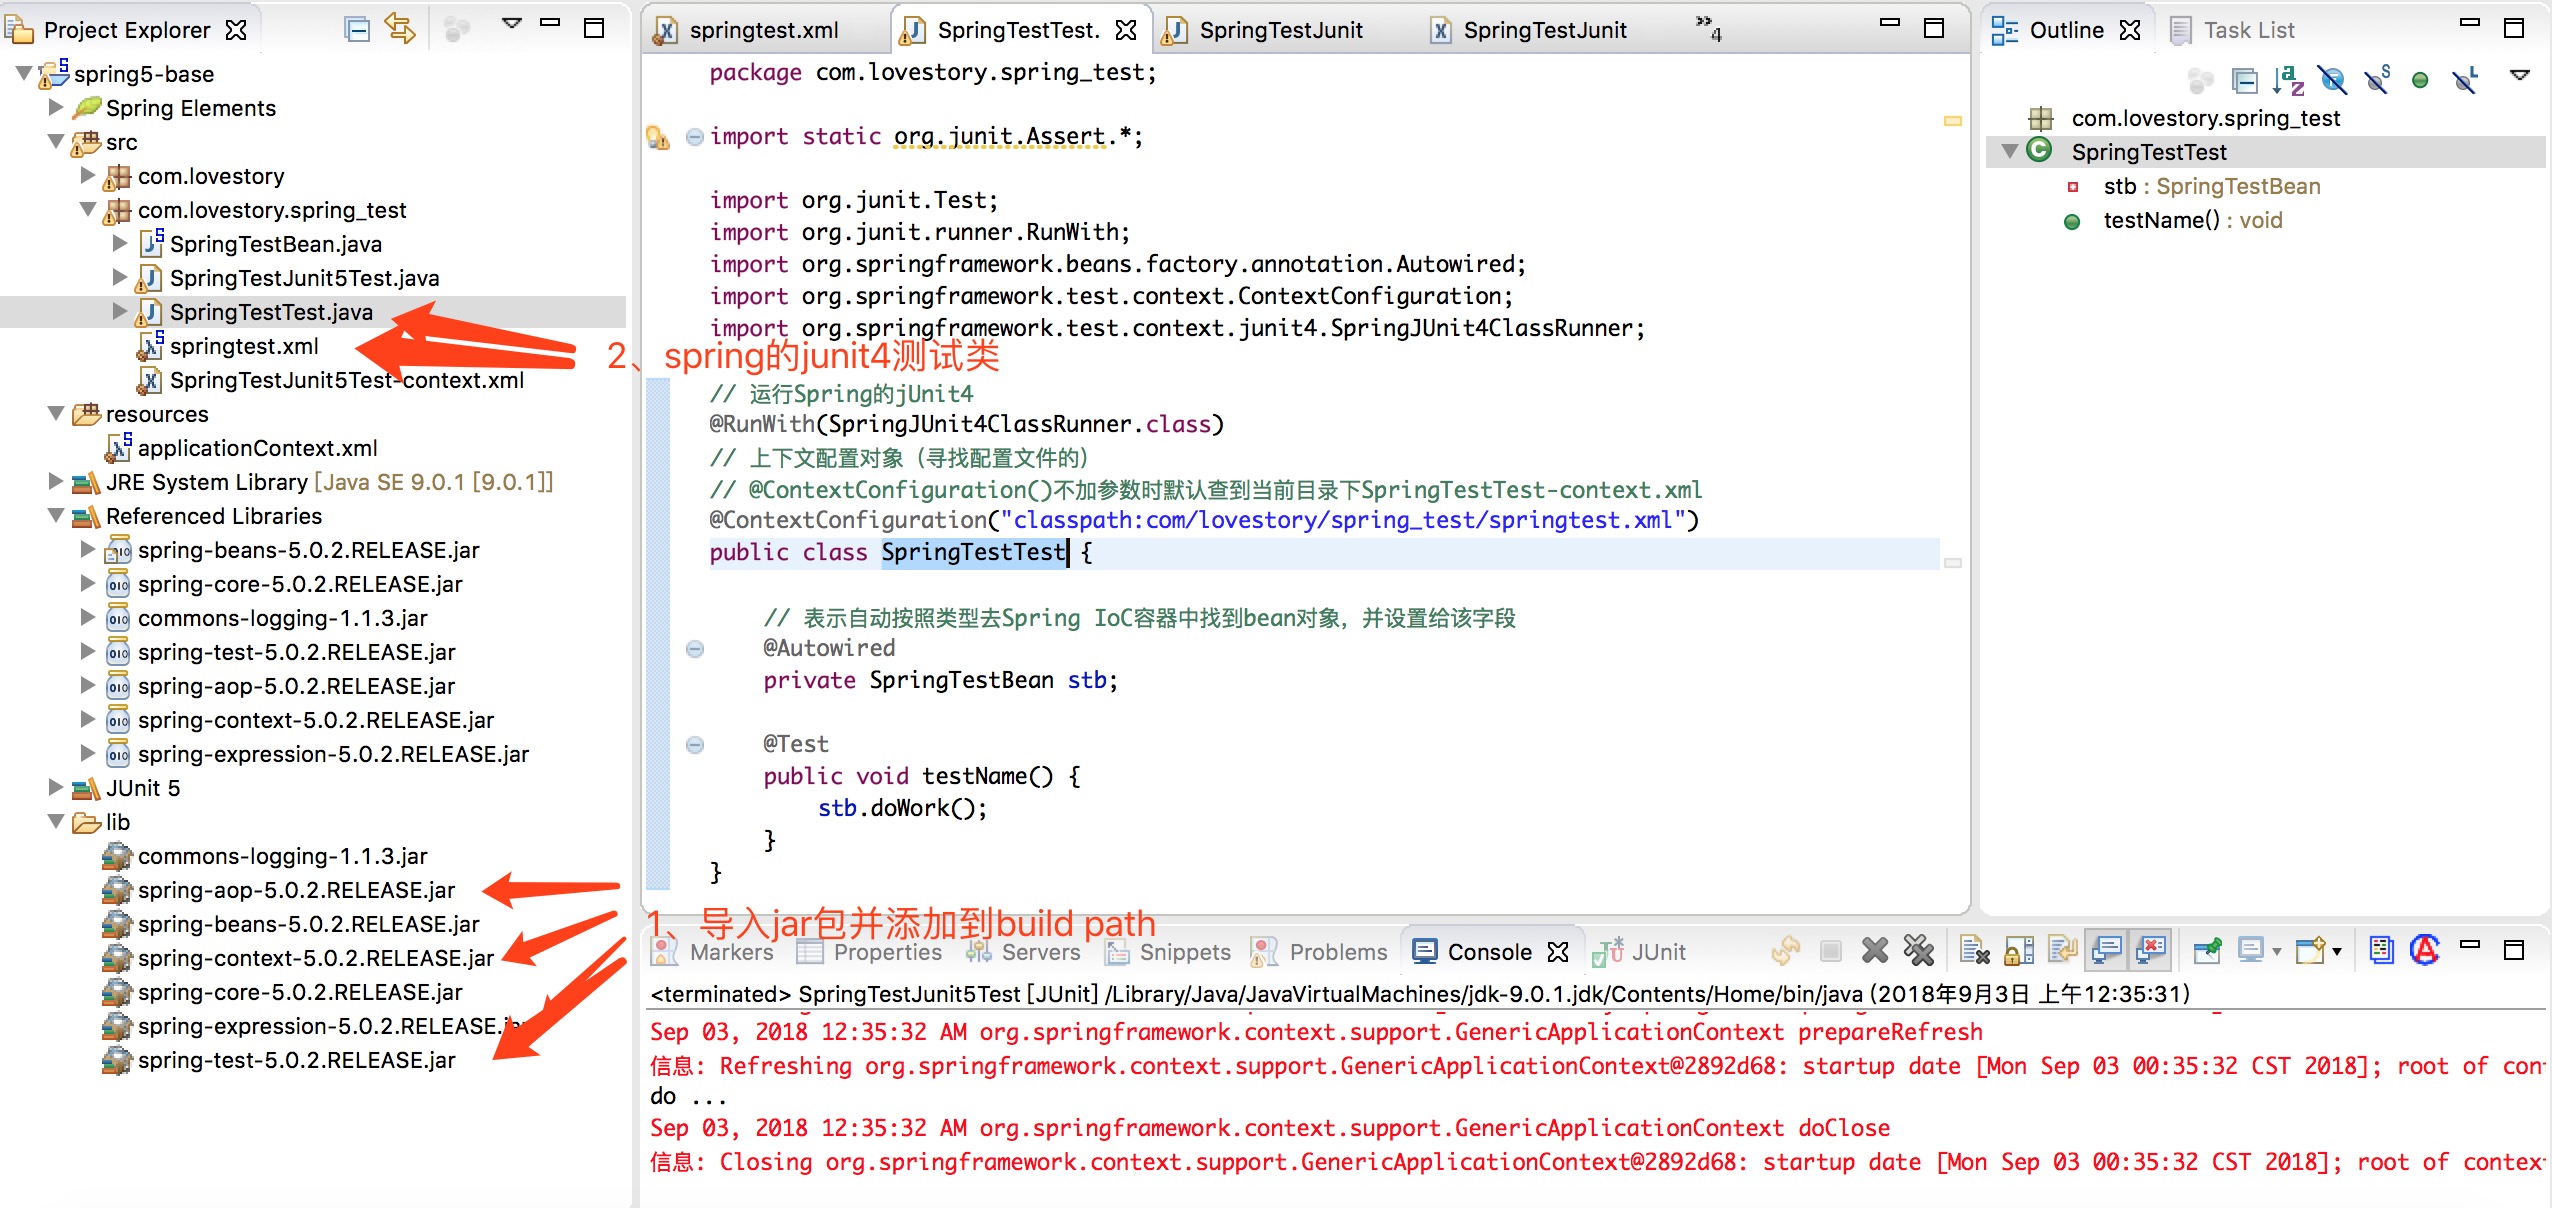 Project Explorer
spring5-base
Spring Elements
src
com.lovestory
com.lovestory.spring_test
SpringTestBean.java
SpringTestJunit5Test.java
SpringTestTest.java
springtest.xml
SpringTestJunit5Test-context.xml
resources
applicationContext.xml
JRE System Library [Java SE 9.0.1 [9.0.1]]
Referenced Libraries
spring-beans-5.0.2.RELEASE.jar
spring-core-5.0.2.RELEASE.jar
commons-logging-1.1.3.jar
spring-test-5.0.2.RELEASE.jar
spring-aop-5.0.2.RELEASE.jar
spring-context-5.0.2.RELEASE.jar
spring-expression-5.0.2.RELEASE.jar
JUnit 5
lib
commons-logging-1.1.3.jar
spring-aop-5.0.2.RELEASE.jar
spring-beans-5.0.2.RELEASE.jar
spring-context-5.0.2.RELEASE.jar
spring-core-5.0.2.RELEASE.jar
spring-expression-5.0.2.RELEASE.jar
spring-test-5.0.2.RELEASE.jar
springtest.xml SpringTestTest. SpringTestJunit SpringTestJunit 4
package com.lovestory.spring_test;
import static org.junit.Assert.*;
import org.junit.Test;
import org.junit.runner.RunWith;
import org.springframework.beans.factory.annotation.Autowired;
import org.springframework.test.context.ContextConfiguration;
import org.springframework.test.context.junit4.SpringJUnit4ClassRunner;
2、spring的junit4测试类
// 运行Spring的jUnit4
@RunWith(SpringJUnit4ClassRunner.class)
// 上下文配置对象（寻找配置文件的）
// @ContextConfiguration()不加参数时默认查到当前目录下SpringTestTest-context.xml
@ContextConfiguration("classpath:com/lovestory/spring_test/springtest.xml")
public class SpringTestTest {
// 表示自动按照类型去Spring IoC容器中找到bean对象，并设置给该字段
@Autowired
private SpringTestBean stb;
@Test
public void testName() {
stb.doWork();
}
}
1、导入jar包并添加到build path
Markers Properties Servers Snippets Problems Console JUnit
<terminated> SpringTestJunit5Test [JUnit] /Library/Java/JavaVirtualMachines/jdk-9.0.1.jdk/Contents/Home/bin/java (2018年9月3日 上午12:35:31)
Sep 03, 2018 12:35:32 AM org.springframework.context.support.GenericApplicationContext prepareRefresh
信息: Refreshing org.springframework.context.support.GenericApplicationContext@2892d68: startup date [Mon Sep 03 00:35:32 CST 2018]; root of con
do ...
Sep 03, 2018 12:35:32 AM org.springframework.context.support.GenericApplicationContext doClose
信息: Closing org.springframework.context.support.GenericApplicationContext@2892d68: startup date [Mon Sep 03 00:35:32 CST 2018]; root of contex
Outline Task List
com.lovestory.spring_test
SpringTestTest
stb : SpringTestBean
testName() : void